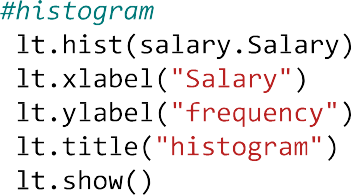 #histogram
lt.hist(salary.Salary)
lt.xlabel("Salary")
lt.ylabel("frequency")
lt.title("histogram")
lt.show()